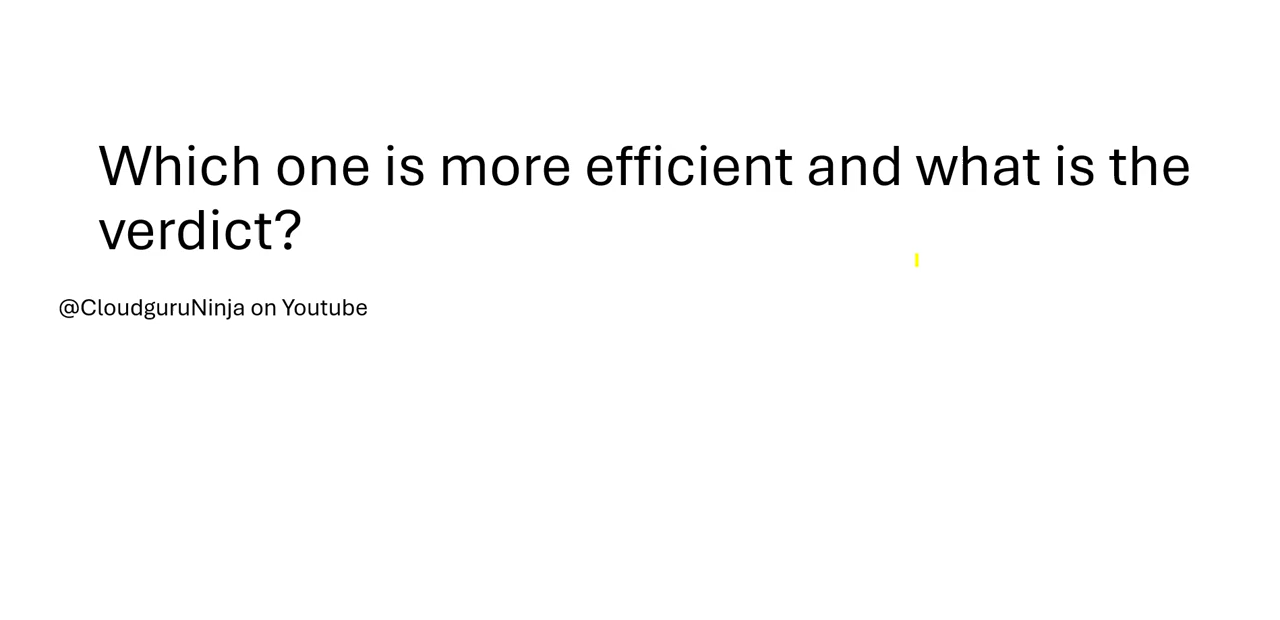 Which one is more efficient and what is the
verdict?
@CloudguruNinja on Youtube